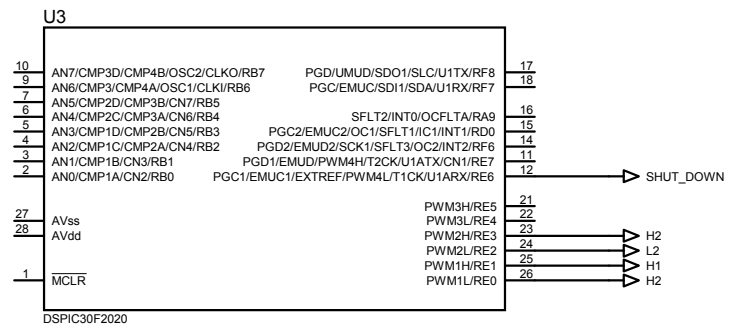 U3
10 AN7/CMP3D/CMP4B/OSC2/CLKO/RB7 PGD/UMUD/SDO1/SLC/U1TX/RF8 17
9 AN6/CMP3/CMP4A/OSC1/CLKI/RB6 PGC/EMUC/SDI1/SDA/U1RX/RF7 18
7 AN5/CMP2D/CMP3B/CN7/RB5
6 AN4/CMP2C/CMP3A/CN6/RB4 SFLT2/INT0/OCFLTA/RA9 16
5 AN3/CMP1D/CMP2B/CN5/RB3 PGC2/EMUC2/OC1/SFLT1/IC1/INT1/RD0 15
4 AN2/CMP1C/CMP2A/CN4/RB2 PGD2/EMUD2/SCK1/SFLT3/OC2/INT2/RF6 14
3 AN1/CMP1B/CN3/RB1 PGD1/EMUD/PWM4H/T2CK/U1ATX/CN1/RE7 11
2 AN0/CMP1A/CN2/RB0 PGC1/EMUC1/EXTREF/PWM4L/T1CK/U1ARX/RE6 12 SHUT_DOWN
PWM3H/RE5 21
27 AVss PWM3L/RE4 22
28 AVdd PWM2H/RE3 23 H2
PWM2L/RE2 24 L2
PWM1H/RE1 25 H1
1 MCLR PWM1L/RE0 26 H2
DSPIC30F2020